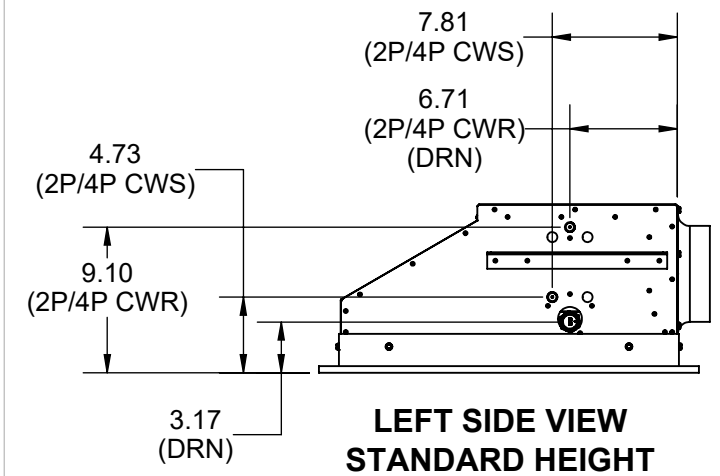 7.81
(2P/4P CWS)
6.71
(2P/4P CWR)
(DRN)
4.73
(2P/4P CWS)
9.10
(2P/4P CWR)
3.17
(DRN)
LEFT SIDE VIEW
STANDARD HEIGHT